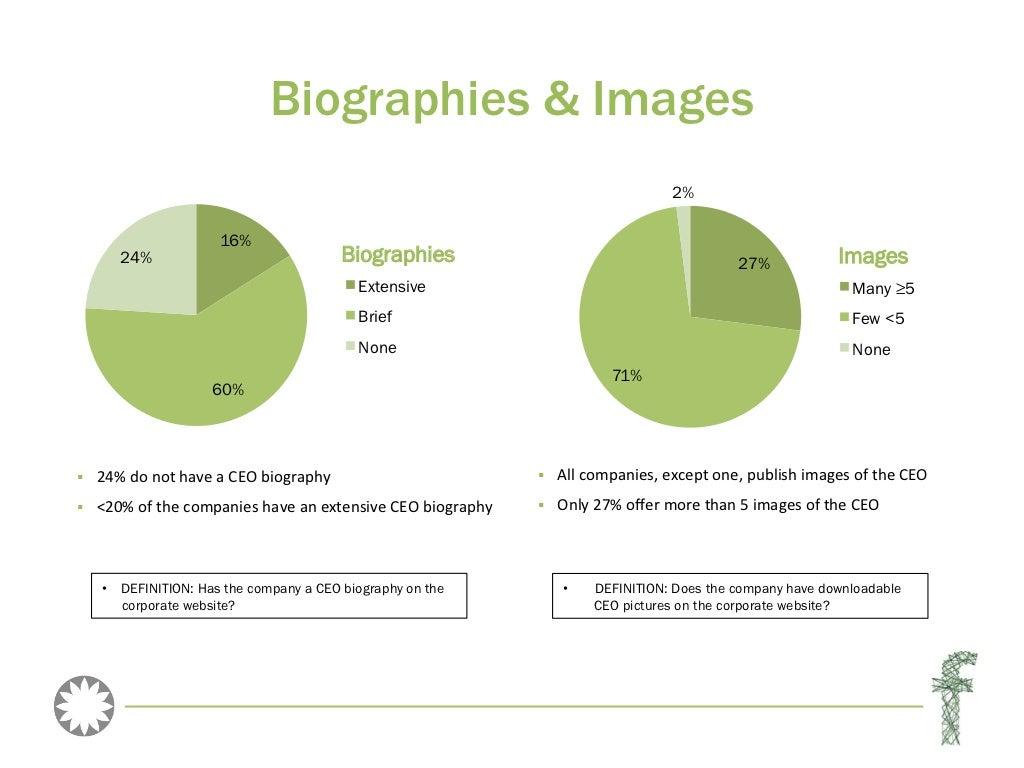 Biographies & Images
16%
24%
60%
Biographies
Extensive
Brief
None
2%
27%
71%
Images
Many ≥5
Few <5
None
▪ 24% do not have a CEO biography
▪ <20% of the companies have an extensive CEO biography
▪ All companies, except one, publish images of the CEO
▪ Only 27% offer more than 5 images of the CEO
• DEFINITION: Has the company a CEO biography on the
corporate website?
• DEFINITION: Does the company have downloadable
CEO pictures on the corporate website?
f